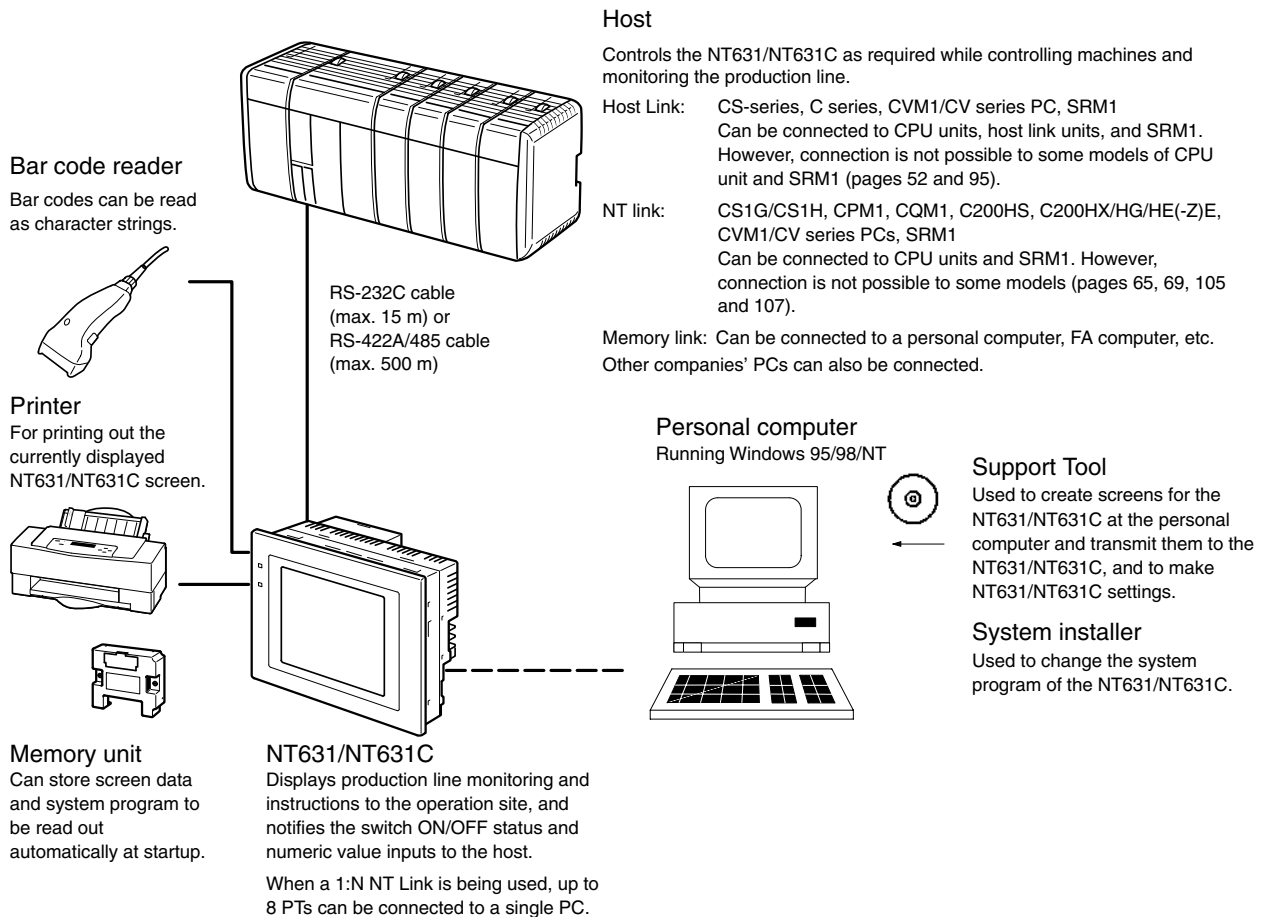 Host
Controls the NT631/NT631C as required while controlling machines and
monitoring the production line.
Host Link: CS-series, C series, CVM1/CV series PC, SRM1
Can be connected to CPU units, host link units, and SRM1.
However, connection is not possible to some models of CPU
unit and SRM1 (pages 52 and 95).
NT link: CS1G/CS1H, CPM1, CQM1, C200HS, C200HX/HG/HE(-Z)E,
CVM1/CV series PCs, SRM1
Can be connected to CPU units and SRM1. However,
connection is not possible to some models (pages 65, 69, 105
and 107).
Memory link: Can be connected to a personal computer, FA computer, etc.
Other companies’ PCs can also be connected.
Bar code reader
Bar codes can be read
as character strings.
RS-232C cable
(max. 15 m) or
RS-422A/485 cable
(max. 500 m)
Printer
For printing out the
currently displayed
NT631/NT631C screen.
Personal computer
Running Windows 95/98/NT
Support Tool
Used to create screens for the
NT631/NT631C at the personal
computer and transmit them to the
NT631/NT631C, and to make
NT631/NT631C settings.
System installer
Used to change the system
program of the NT631/NT631C.
Memory unit
Can store screen data
and system program to
be read out
automatically at startup.
NT631/NT631C
Displays production line monitoring and
instructions to the operation site, and
notifies the switch ON/OFF status and
numeric value inputs to the host.
When a 1:N NT Link is being used, up to
8 PTs can be connected to a single PC.